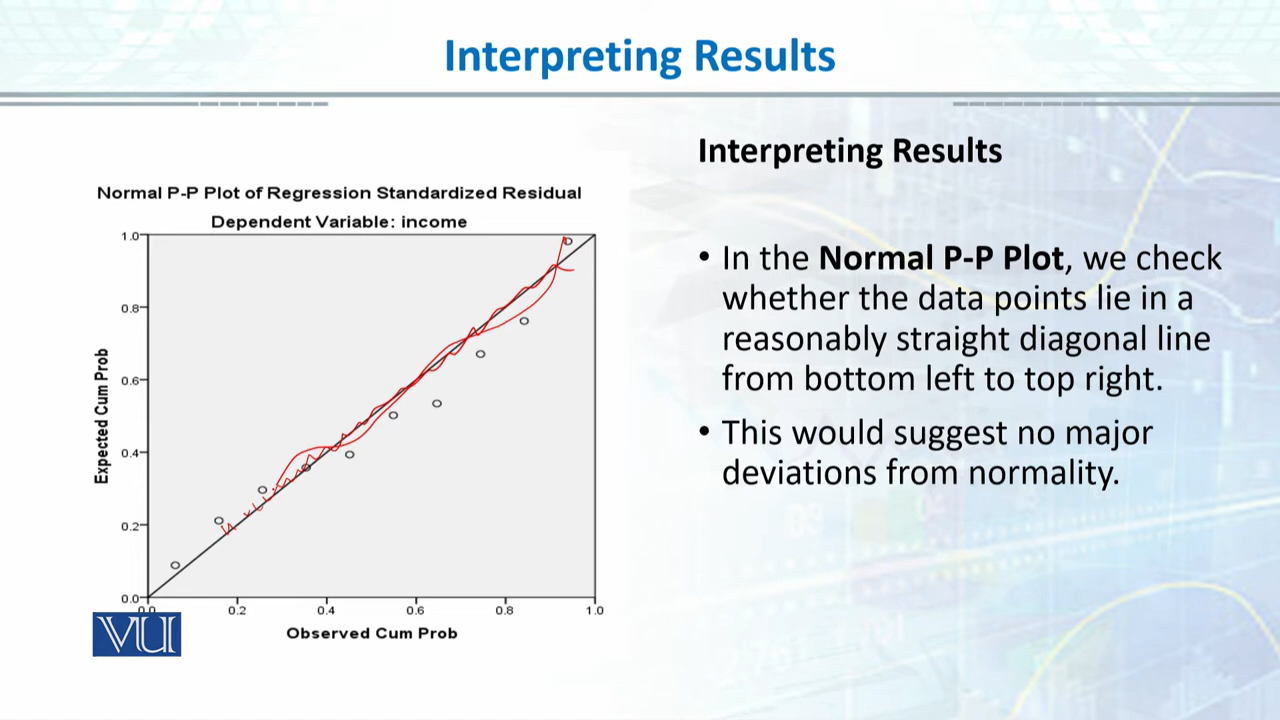 Interpreting Results
Normal P-P Plot of Regression Standardized Residual
Dependent Variable: income
1.0
0.8
0.6
0.4
0.2
0.0
Expected Cum Prob
0.0 0.2 0.4 0.6 0.8 1.0
Observed Cum Prob
VU
Interpreting Results
• In the Normal P-P Plot, we check
whether the data points lie in a
reasonably straight diagonal line
from bottom left to top right.
• This would suggest no major
deviations from normality.